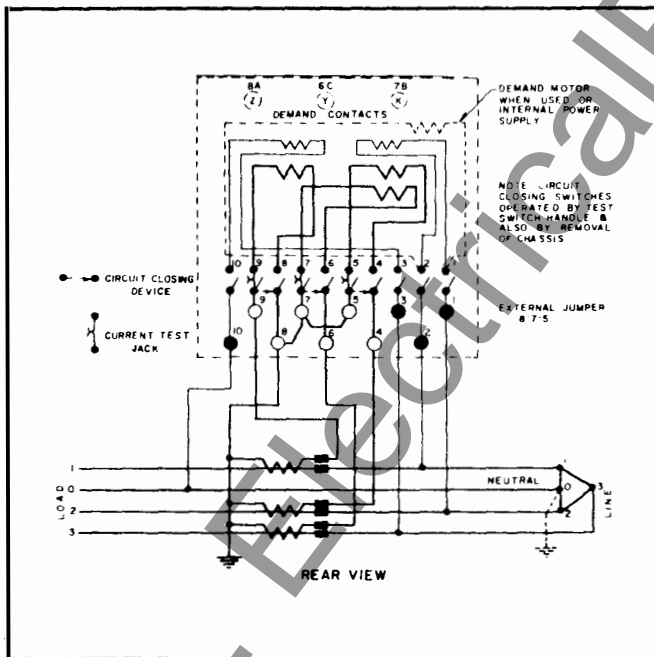 8A 6C 7B
Z Y X
DEMAND CONTACTS
DEMAND MOTOR
WHEN USED OR
INTERNAL POWER
SUPPLY
NOTE CIRCUIT
CLOSING SWITCHES
OPERATED BY TEST
SWITCH HANDLE &
ALSO BY REMOVAL
OF CHASSIS
10 9 8 7 6 5 4 3 2 1
CIRCUIT CLOSING
DEVICE
9 7 5 3 1
EXTERNAL JUMPER
8-7-5
CURRENT TEST
JACK
10 8 6 4 2
1
NEUTRAL
LOAD
0
2
3
1
0
2
3
LINE
REAR VIEW
Electrical